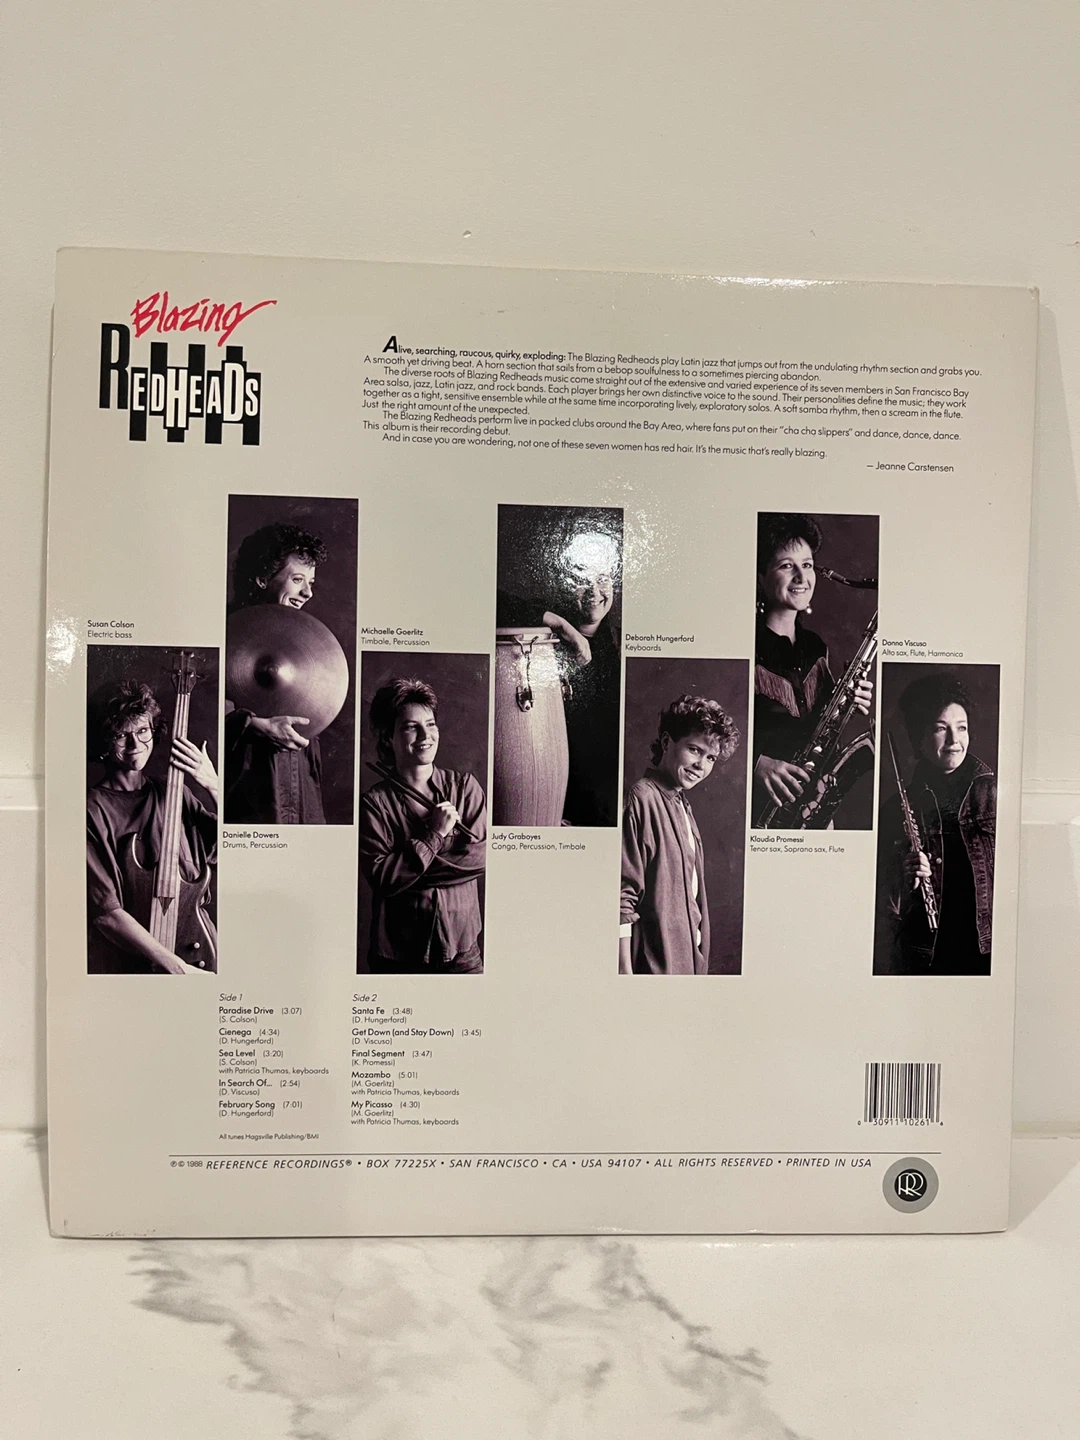 Blazing
REDHEADS
Alive, searching, raucous, quirky, exploding: The Blazing Redheads play Latin jazz that jumps out from the undulating rhythm section and grabs you.
A smooth yet driving beat. A horn section that sails from a bebop soulfulness to a sometimes piercing abandon.
The diverse roots of Blazing Redheads music come straight out of the extensive and varied experience of its seven members in San Francisco Bay
Area salsa, jazz, Latin jazz, and rock bands. Each player brings her own distinctive voice to the sound. Their personalities define the music; they work
together as a tight, sensitive ensemble while at the same time incorporating lively, exploratory solos. A soft samba rhythm, then a scream in the flute.
Just the right amount of the unexpected.
The Blazing Redheads perform live in packed clubs around the Bay Area, where fans put on their "cha cha slippers" and dance, dance, dance.
This album is their recording debut.
And in case you are wondering, not one of these seven women has red hair. It's the music that's really blazing.
— Jeanne Carstensen
Susan Colson
Electric bass
Danielle Dowers
Drums, Percussion
Michaelle Goerlitz
Timbale, Percussion
Judy Graboyes
Conga, Percussion, Timbale
Deborah Hungerford
Keyboards
Klaudia Promessi
Tenor sax, Soprano sax, Flute
Donna Viscuso
Alto sax, Flute, Harmonica
Side 1
Paradise Drive (3:07)
(S. Colson)
Cienega (4:34)
(D. Hungerford)
Sea Level (3:20)
(S. Colson)
with Patricia Thumas, keyboards
In Search Of... (2:54)
(D. Viscuso)
February Song (7:01)
(D. Hungerford)
All tunes Hagsville Publishing/BMI
Side 2
Santa Fe (3:48)
(D. Hungerford)
Get Down (and Stay Down) (3:45)
(D. Viscuso)
Final Segment (3:47)
(K. Promessi)
Mozambo (5:01)
(M. Goerlitz)
with Patricia Thumas, keyboards
My Picasso (4:30)
(M. Goerlitz)
with Patricia Thumas, keyboards
0 30911 10261 4
℗ © 1988 REFERENCE RECORDINGS® • BOX 77225X • SAN FRANCISCO • CA • USA 94107 • ALL RIGHTS RESERVED • PRINTED IN USA
RR